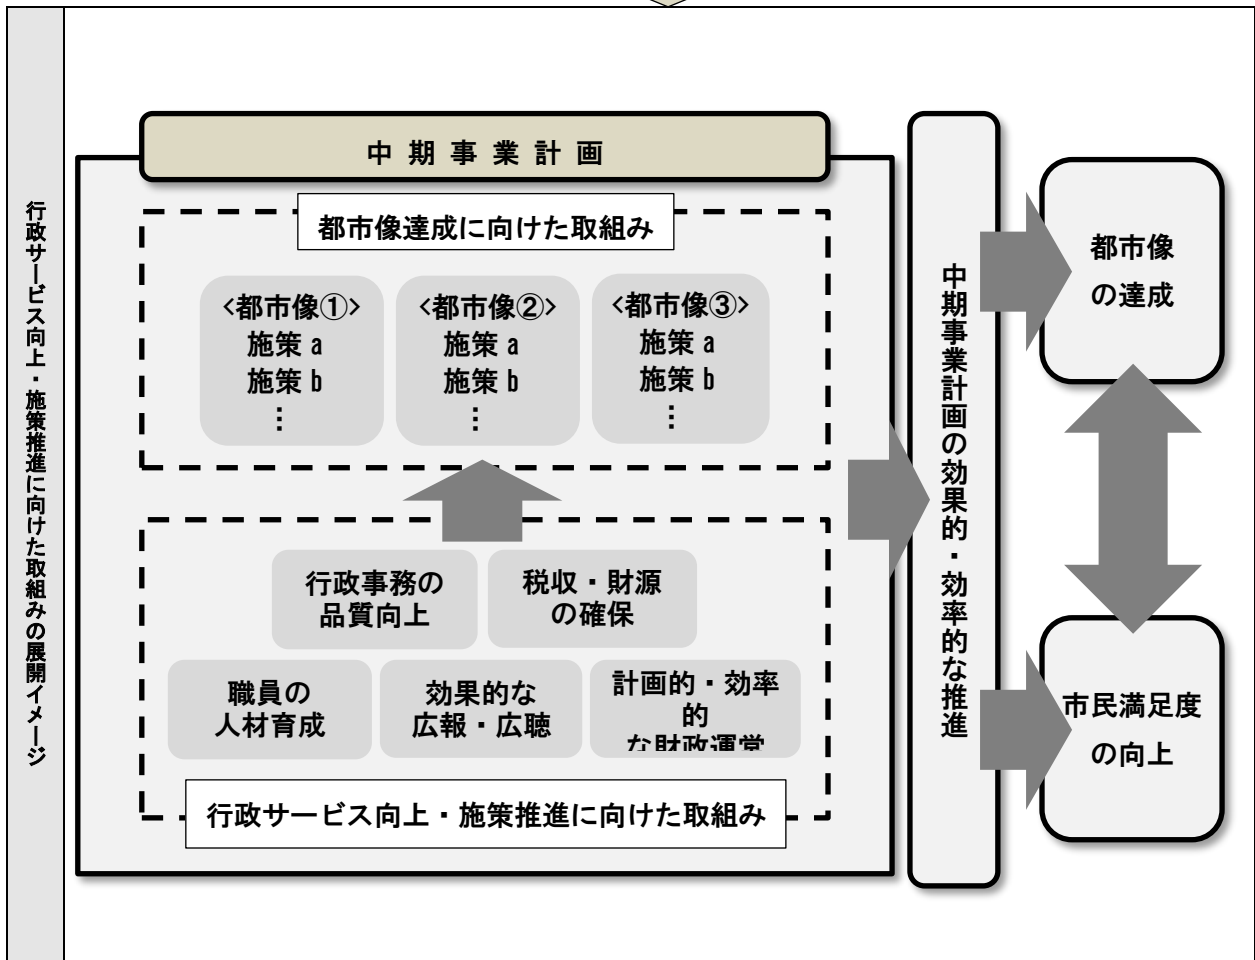 行政サービス向上・施策推進に向けた取組みの展開イメージ
中期事業計画
都市像達成に向けた取組み
<都市像①>
施策 a
施策 b
⋮
<都市像②>
施策 a
施策 b
⋮
<都市像③>
施策 a
施策 b
⋮
行政事務の
品質向上
税収・財源
の確保
職員の
人材育成
効果的な
広報・広聴
計画的・効率
的
な財政運営
行政サービス向上・施策推進に向けた取組み
中期事業計画の効果的・効率的な推進
都市像
の達成
市民満足度
の向上